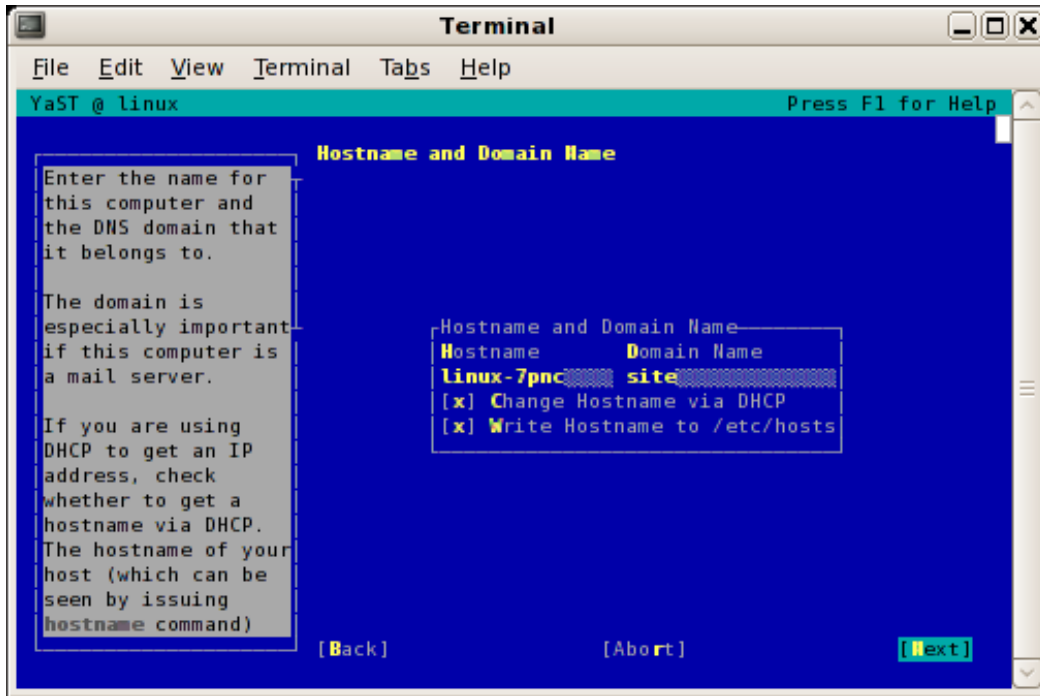 Terminal
File Edit View Terminal Tabs Help
YaST @ linux Press F1 for Help
Hostname and Domain Name
Enter the name for
this computer and
the DNS domain that
it belongs to.
The domain is
especially important
if this computer is
a mail server.
If you are using
DHCP to get an IP
address, check
whether to get a
hostname via DHCP.
The hostname of your
host (which can be
seen by issuing
hostname command)
Hostname and Domain Name
Hostname Domain Name
linux-7pnc site
[x] Change Hostname via DHCP
[x] Write Hostname to /etc/hosts
[Back] [Abort] [Next]